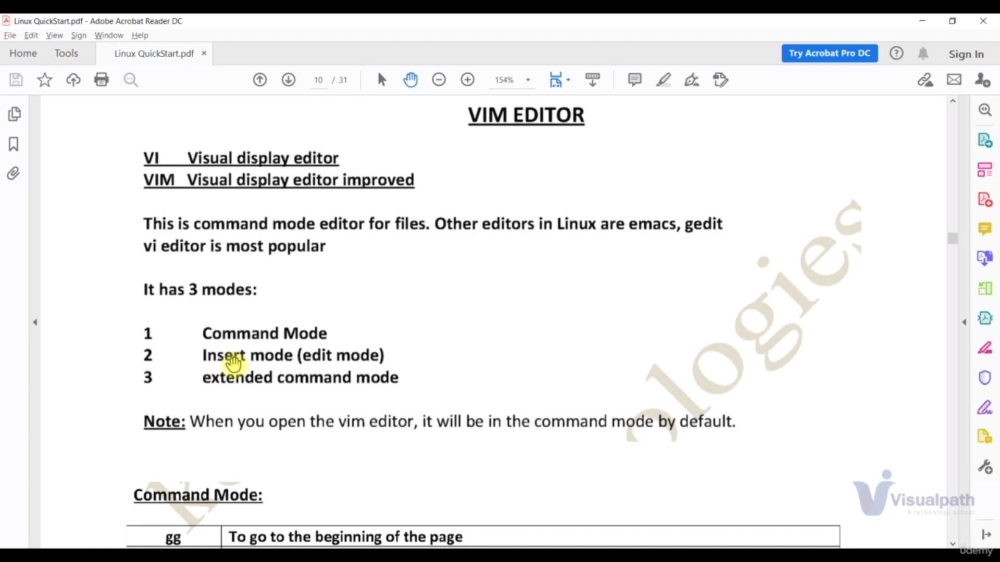 Linux QuickStart.pdf - Adobe Acrobat Reader DC
File Edit View Sign Window Help
Home Tools Linux QuickStart.pdf × Try Acrobat Pro DC Sign In
10 / 31 154%
VIM EDITOR
VI Visual display editor
VIM Visual display editor improved
This is command mode editor for files. Other editors in Linux are emacs, gedit
vi editor is most popular
It has 3 modes:
1 Command Mode
2 Insert mode (edit mode)
3 extended command mode
Note: When you open the vim editor, it will be in the command mode by default.
ologies
Command Mode:
gg To go to the beginning of the page
Visualpath
A technology school
ûdemy